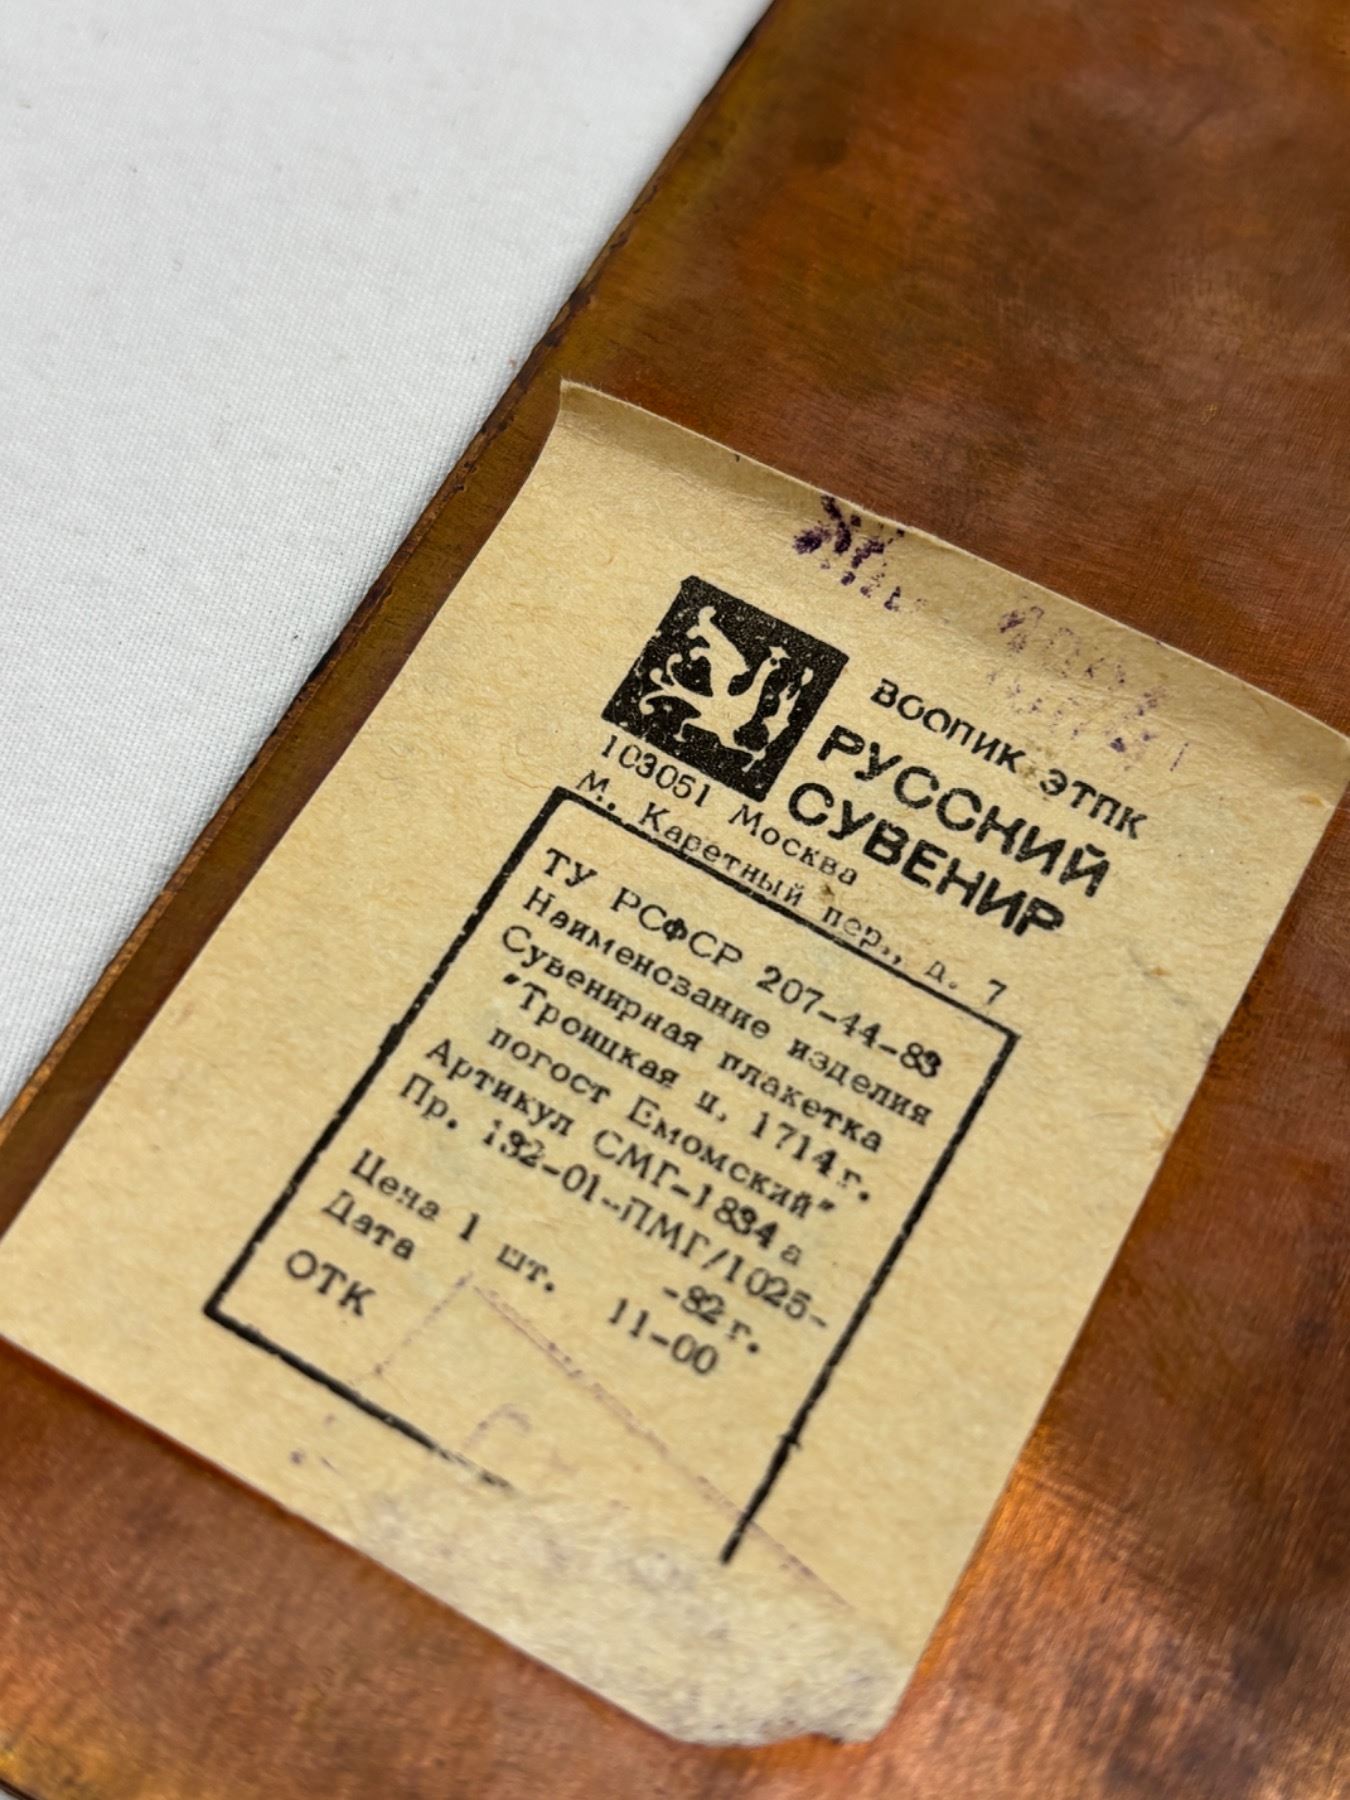 ВООПИК ЭТПК
РУССКИЙ
СУВЕНИР
103051 Москва
М. Каретный пер., д. 7
ТУ РСФСР 207-44-83
Наименование изделия
Сувенирная плакетка
"Троицкая ц. 1714 г.
погост Емомский"
Артикул СМГ-1834 а
Пр. 132-01-ПМГ/1025-
-82 г.
Цена 1 шт. 11-00
Дата
ОТК